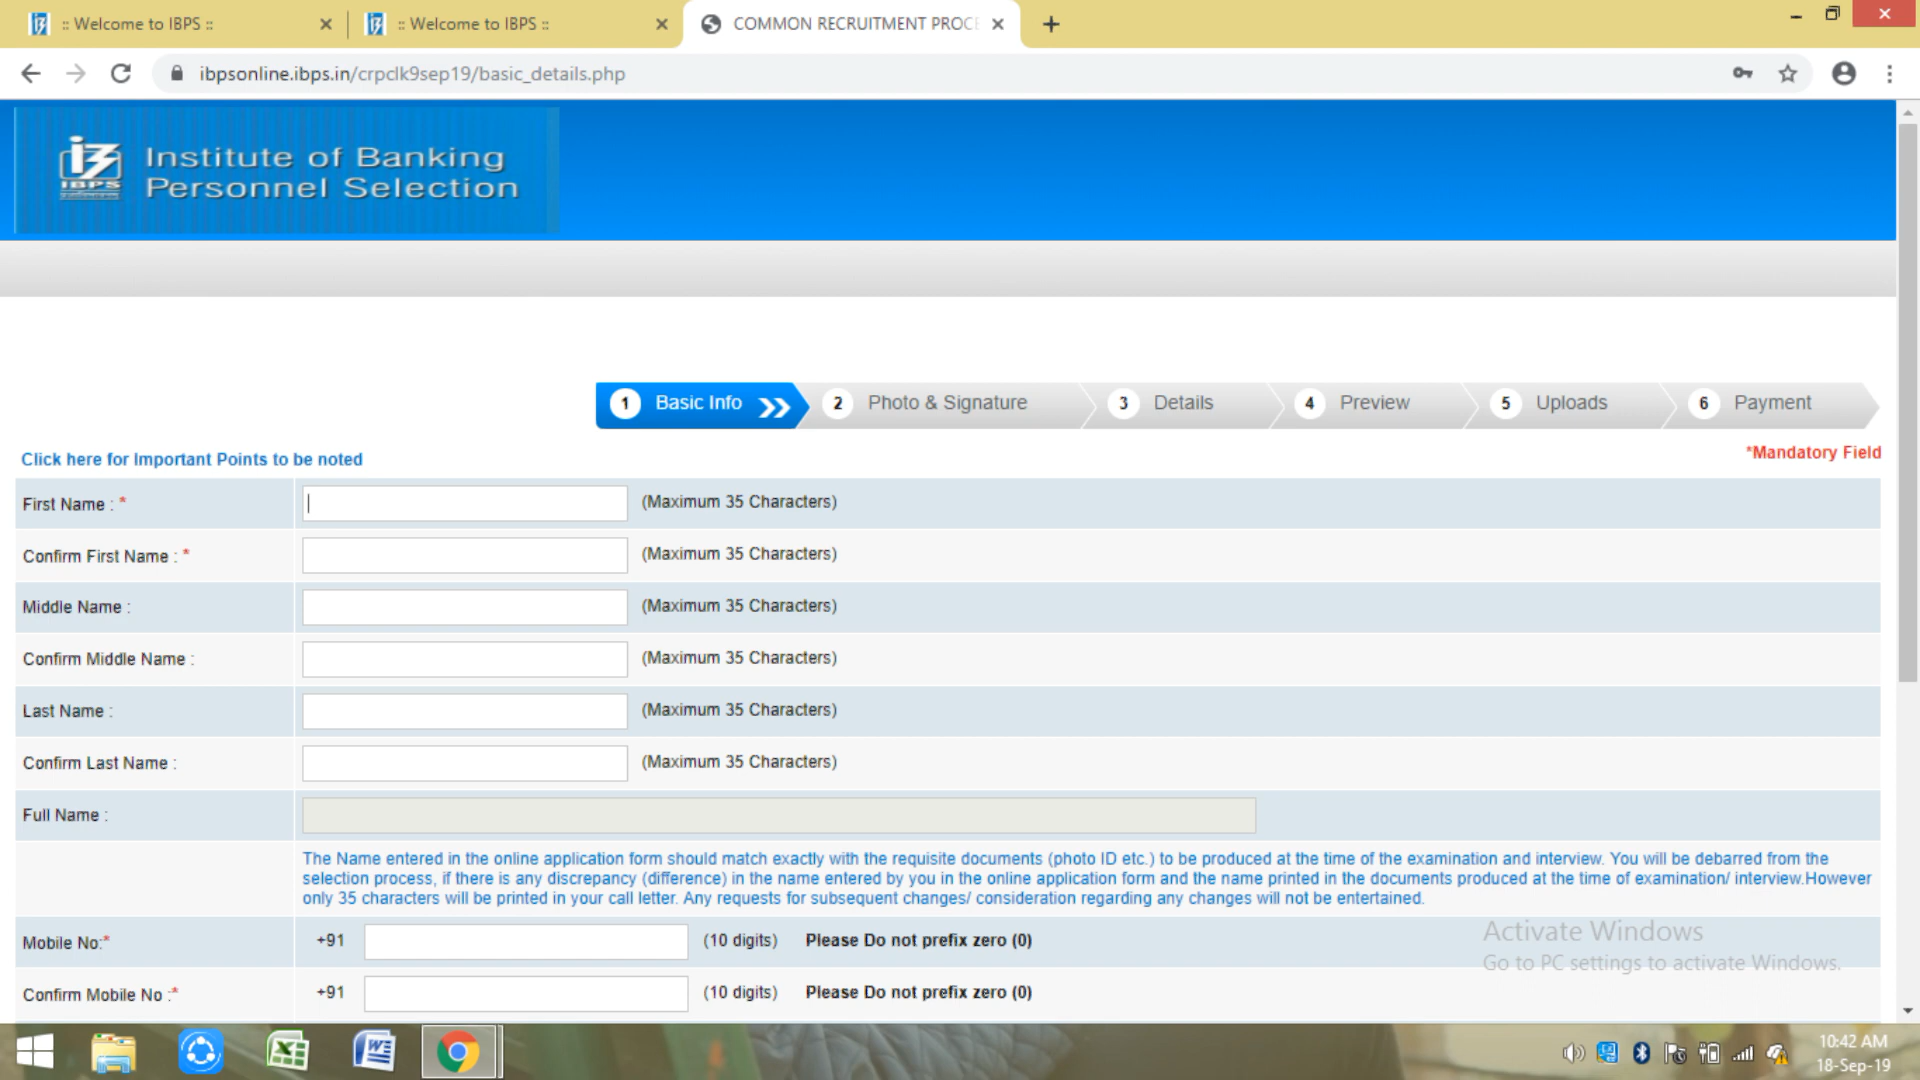 :: Welcome to IBPS ::
:: Welcome to IBPS ::
COMMON RECRUITMENT PROCE
ibpsonline.ibps.in/crpclk9sep19/basic_details.php
IBPS
Institute of Banking
Personnel Selection
1 Basic Info
2 Photo & Signature
3 Details
4 Preview
5 Uploads
6 Payment
Click here for Important Points to be noted
*Mandatory Field
First Name : *
(Maximum 35 Characters)
Confirm First Name : *
(Maximum 35 Characters)
Middle Name :
(Maximum 35 Characters)
Confirm Middle Name :
(Maximum 35 Characters)
Last Name :
(Maximum 35 Characters)
Confirm Last Name :
(Maximum 35 Characters)
Full Name :
The Name entered in the online application form should match exactly with the requisite documents (photo ID etc.) to be produced at the time of the examination and interview. You will be debarred from the
selection process, if there is any discrepancy (difference) in the name entered by you in the online application form and the name printed in the documents produced at the time of examination/ interview.However
only 35 characters will be printed in your call letter. Any requests for subsequent changes/ consideration regarding any changes will not be entertained.
Mobile No:*
+91
(10 digits) Please Do not prefix zero (0)
Confirm Mobile No :*
+91
(10 digits) Please Do not prefix zero (0)
Activate Windows
Go to PC settings to activate Windows.
10:42 AM
18-Sep-19